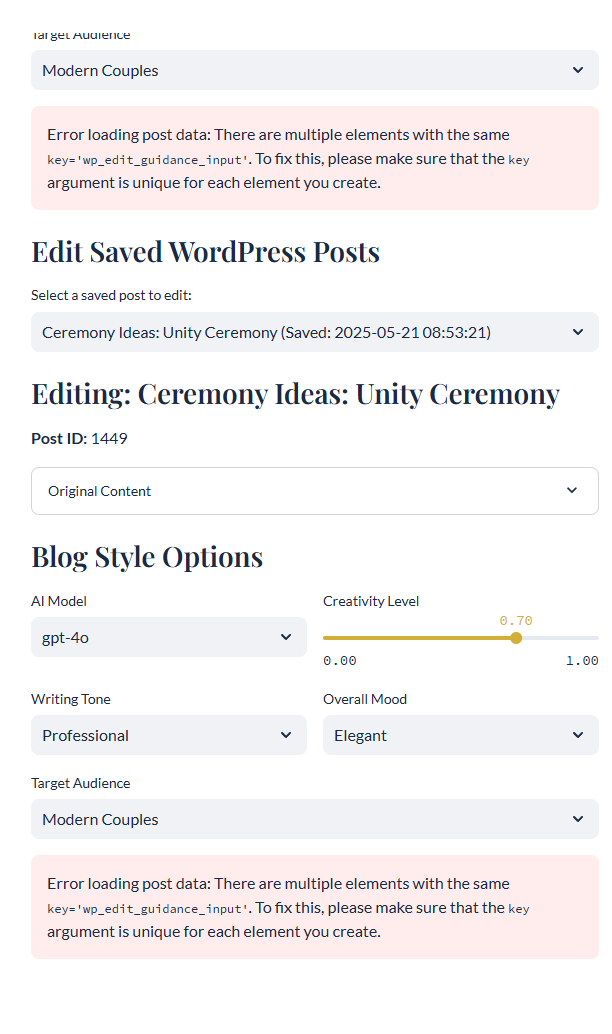 Target Audience
Modern Couples
Error loading post data: There are multiple elements with the same
key='wp_edit_guidance_input'. To fix this, please make sure that the key
argument is unique for each element you create.
Edit Saved WordPress Posts
Select a saved post to edit:
Ceremony Ideas: Unity Ceremony (Saved: 2025-05-21 08:53:21)
Editing: Ceremony Ideas: Unity Ceremony
Post ID: 1449
Original Content
Blog Style Options
AI Model
Creativity Level
0.70
gpt-4o
0.00 1.00
Writing Tone
Overall Mood
Professional
Elegant
Target Audience
Modern Couples
Error loading post data: There are multiple elements with the same
key='wp_edit_guidance_input'. To fix this, please make sure that the key
argument is unique for each element you create.